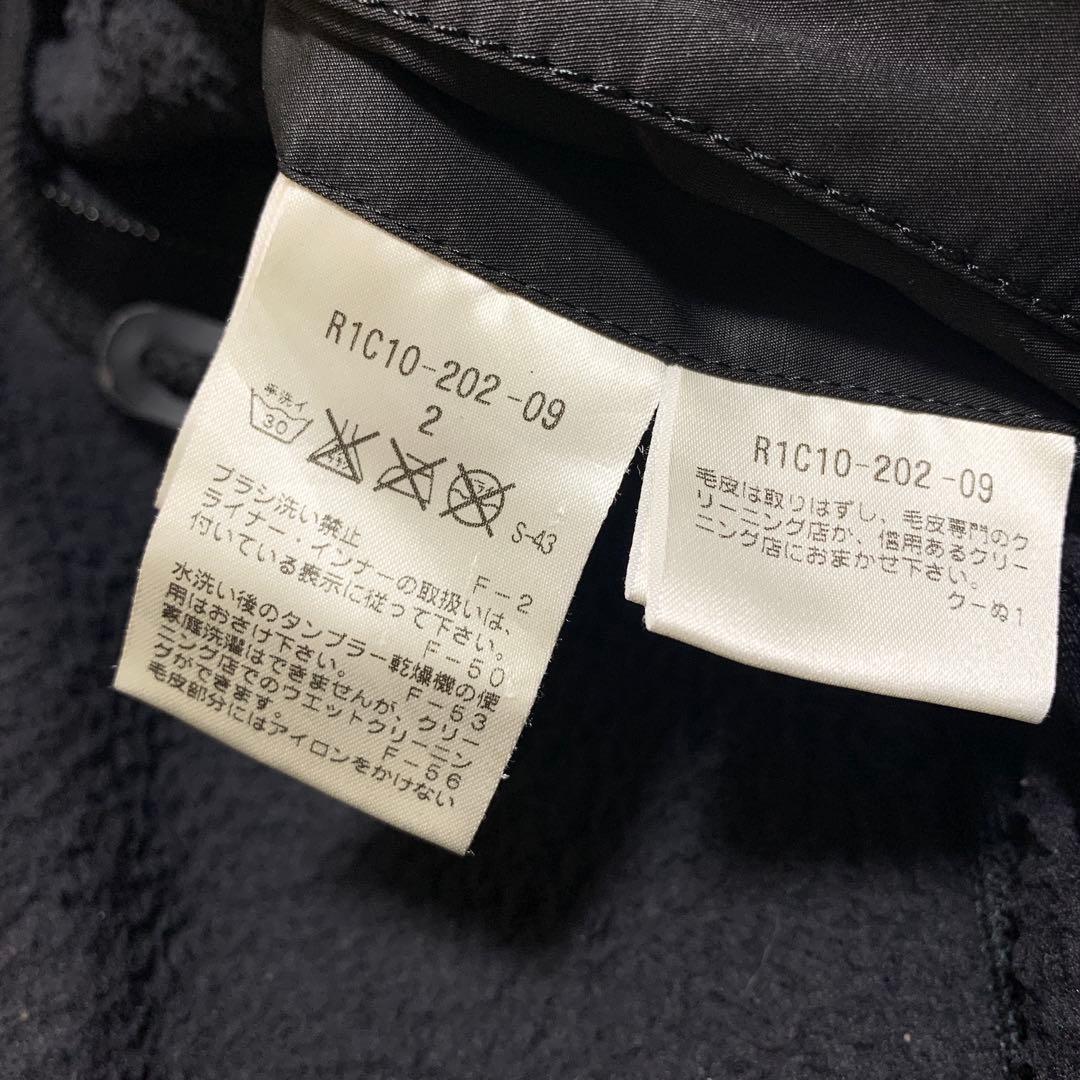 R1C10-202-09
2
手洗イ
30
S-43
ブラシ洗い禁止
F-2
ライナー・インナーの取扱いは、
付いている表示に従って下さい。
F-50
水洗い後のタンブラー乾燥機の使
用はおさけ下さい。
F-53
家庭洗濯はできませんが、クリー
ニング店でのウエットクリーニン
グができます。
F-56
毛皮部分にはアイロンをかけない
R1C10-202-09
毛皮は取りはずし、毛皮専門のク
リーニング店か、信用あるクリー
ニング店におまかせ下さい。
クーぬ1